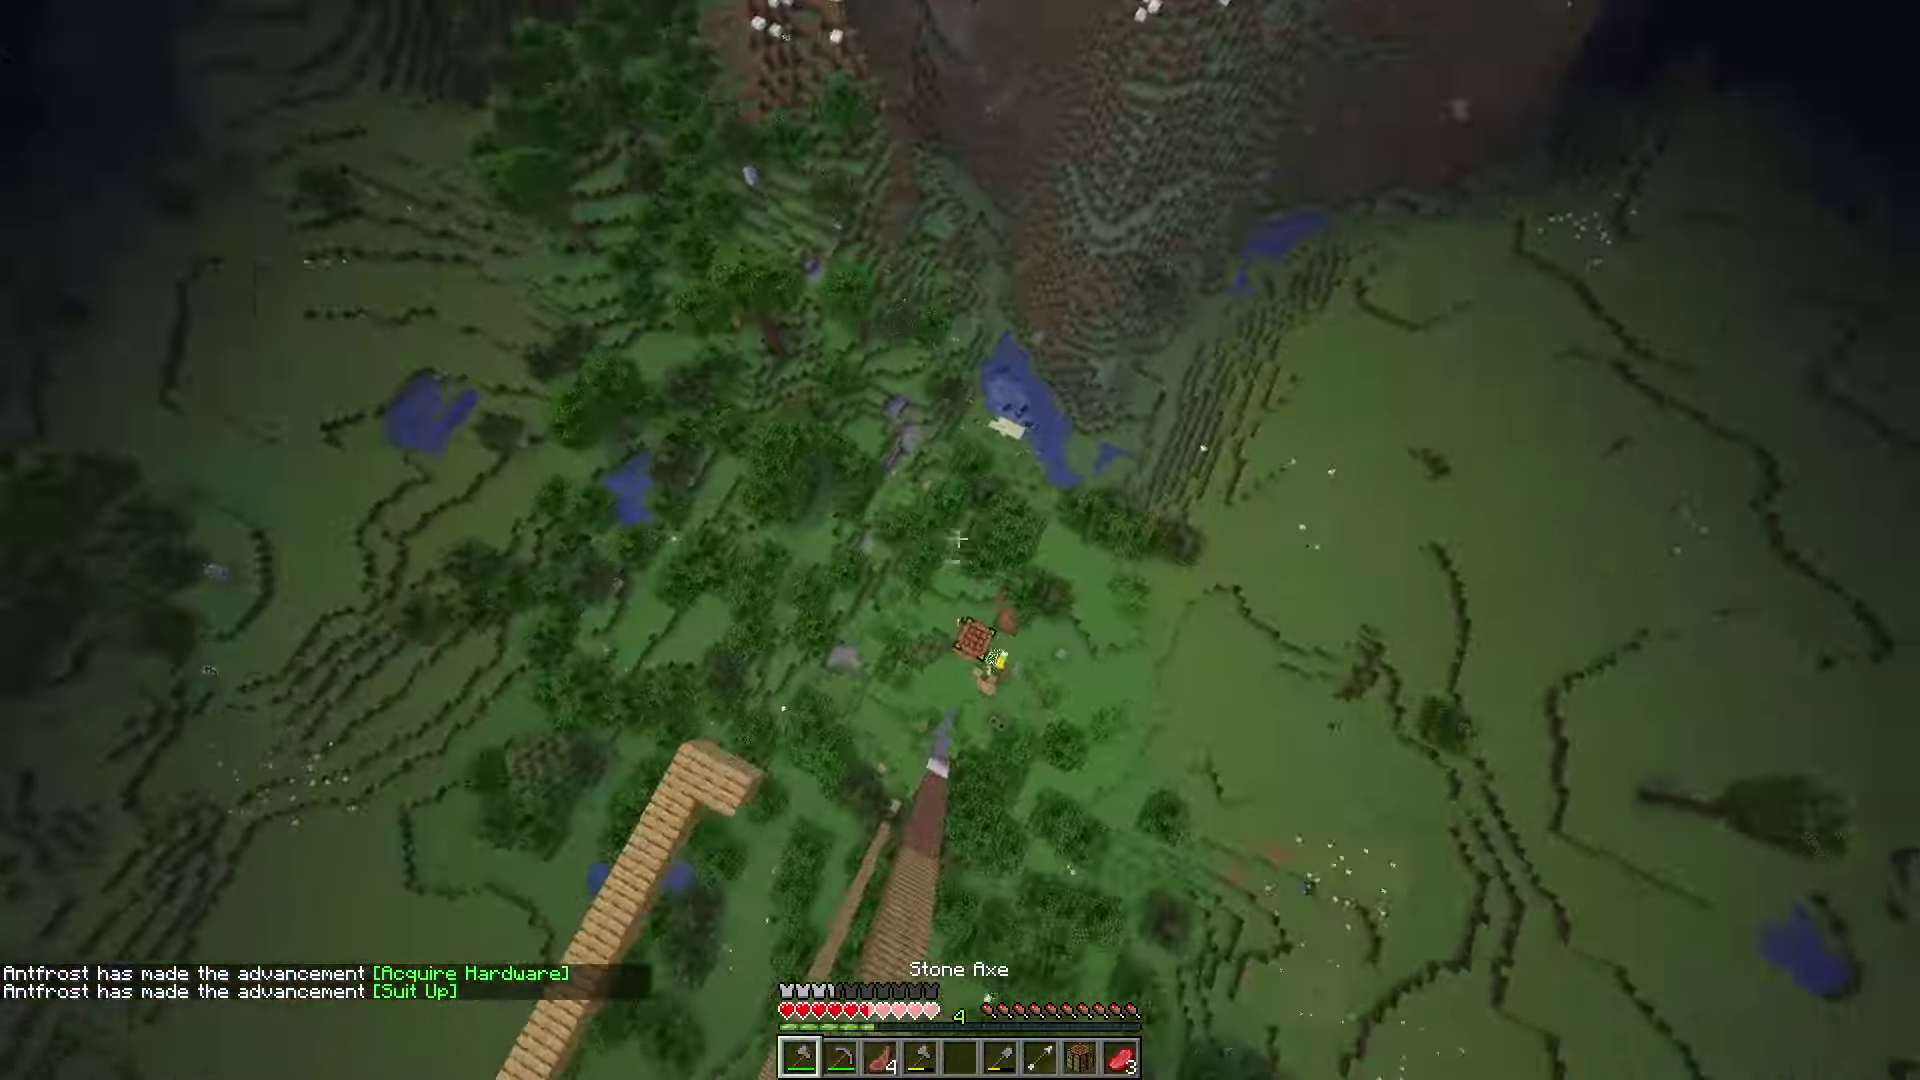 Antfrost has made the advancement [Acquire Hardware]
Antfrost has made the advancement [Suit Up]
Stone Axe
4
4
3